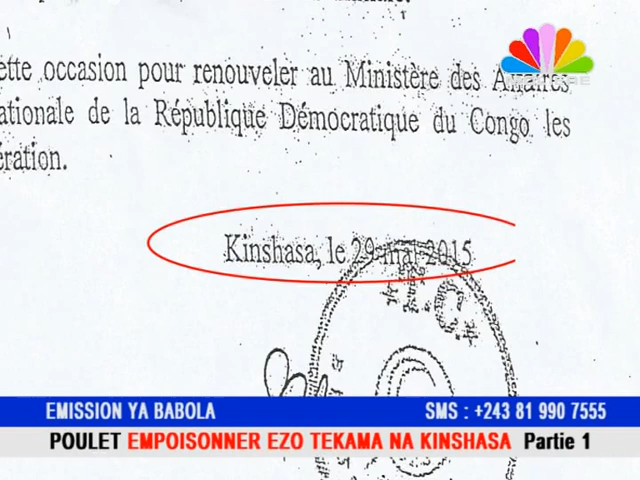 ette occasion pour renouveler au Ministère des Affaires
ationale de la République Démocratique du Congo les
ération.
Kinshasa, le 29 mai 2015
EMISSION YA BABOLA
SMS : +243 81 990 7555
POULET EMPOISONNER EZO TEKAMA NA KINSHASA Partie 1